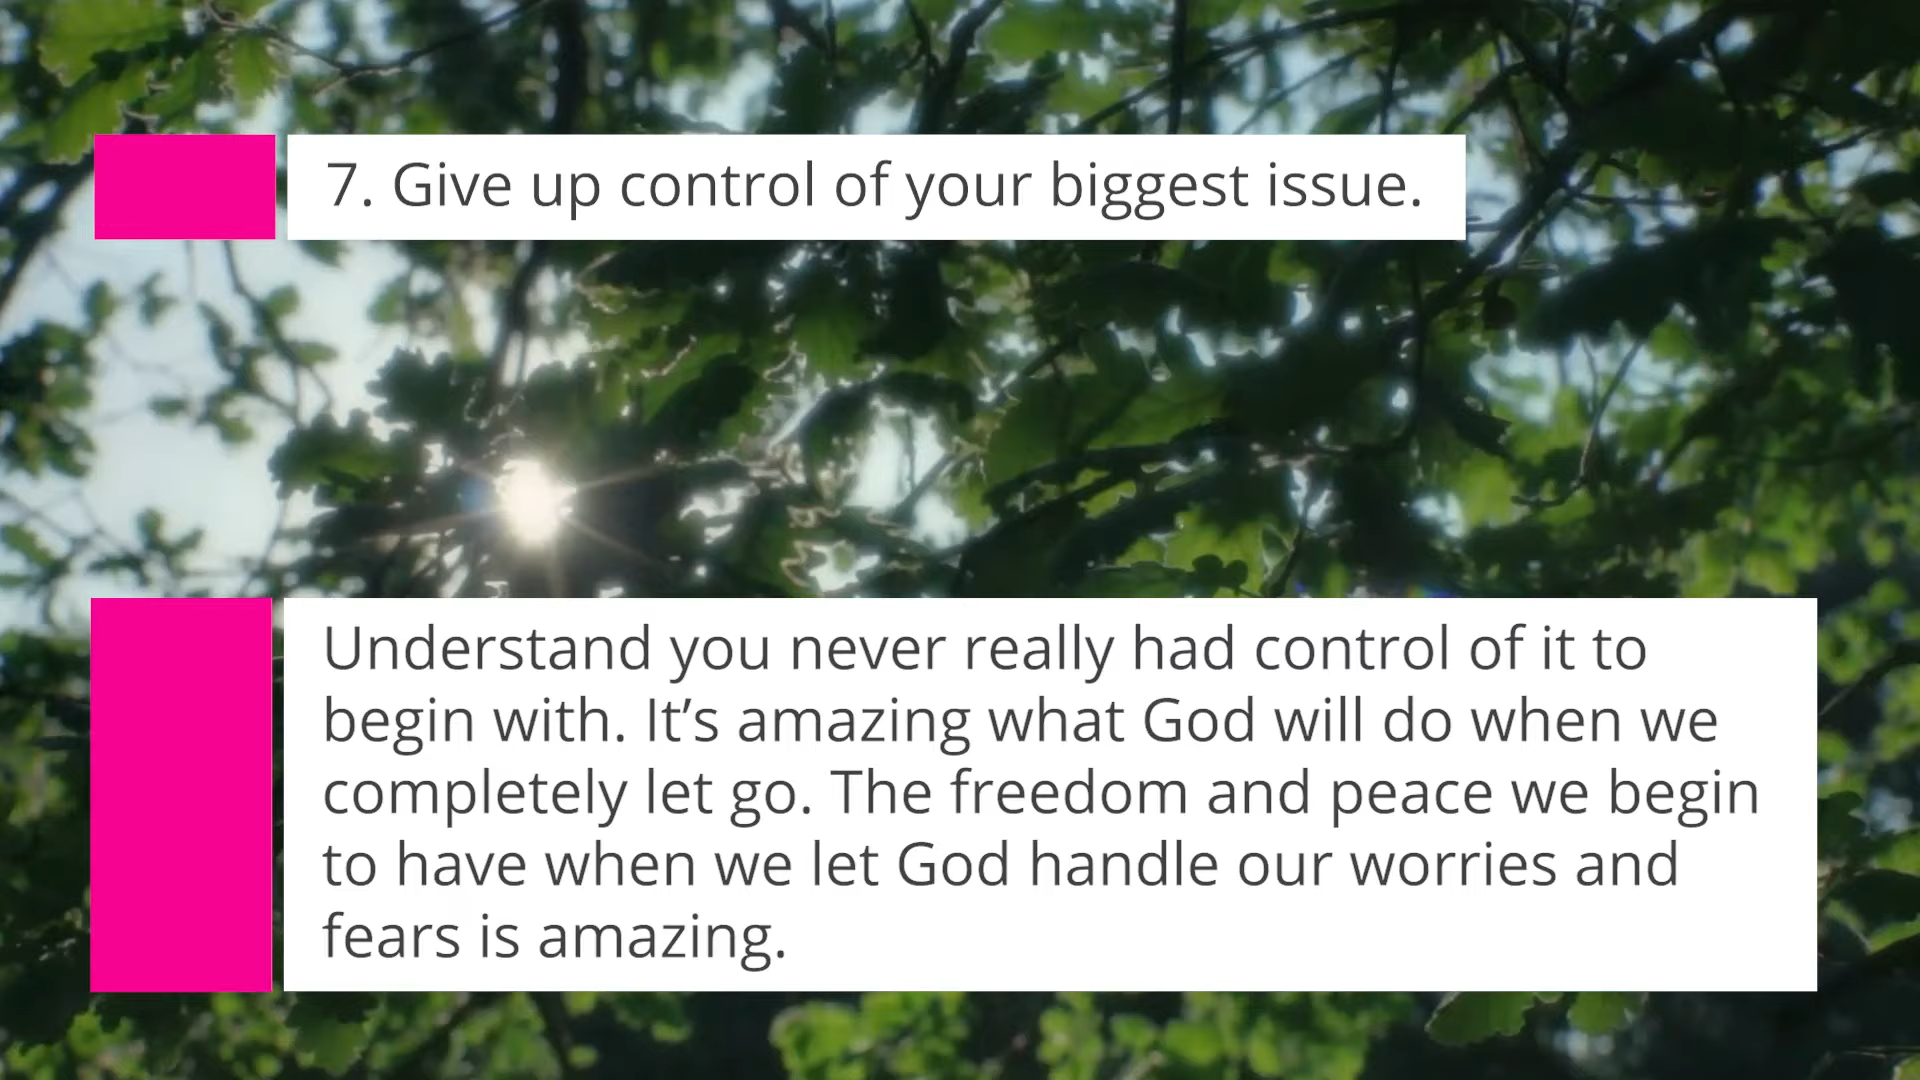 7. Give up control of your biggest issue.
Understand you never really had control of it to
begin with. It’s amazing what God will do when we
completely let go. The freedom and peace we begin
to have when we let God handle our worries and
fears is amazing.